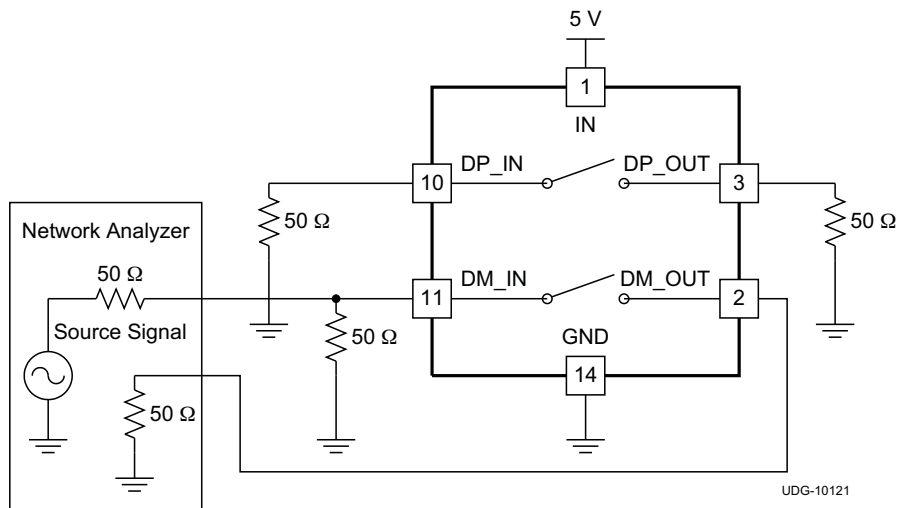 5 V
1
IN
DP_IN
DP_OUT
10
3
50 Ω
50 Ω
Network Analyzer
50 Ω
DM_IN
DM_OUT
11
2
Source Signal
50 Ω
GND
14
50 Ω
UDG-10121